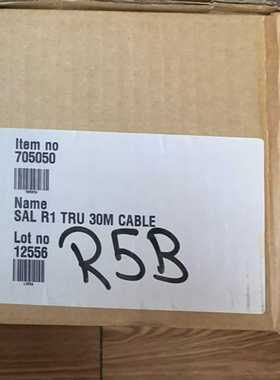 Item no
705050
Name
SAL R1 TRU 30M CABLE
Lot no
12556
R5B